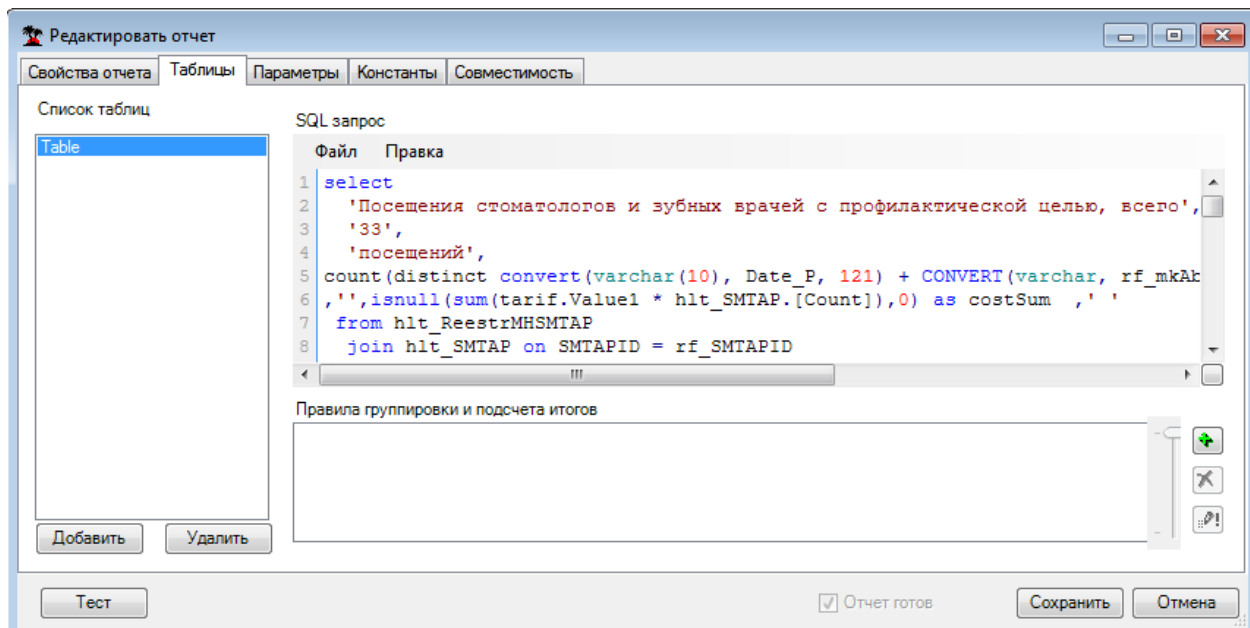 Редактировать отчет
Свойства отчета Таблицы Параметры Константы Совместимость
Список таблиц
Table
SQL запрос
Файл Правка
1 select
2 'Посещения стоматологов и зубных врачей с профилактической целью, всего',
3 '33',
4 'посещений',
5 count(distinct convert(varchar(10), Date_P, 121) + CONVERT(varchar, rf_mkAb
6 ,'',isnull(sum(tarif.Value1 * hlt_SMTAP.[Count]),0) as costSum ,' '
7 from hlt_ReestrMHSMTAP
8 join hlt_SMTAP on SMTAPID = rf_SMTAPID
Правила группировки и подсчета итогов
Добавить Удалить
Тест Отчет готов Сохранить Отмена